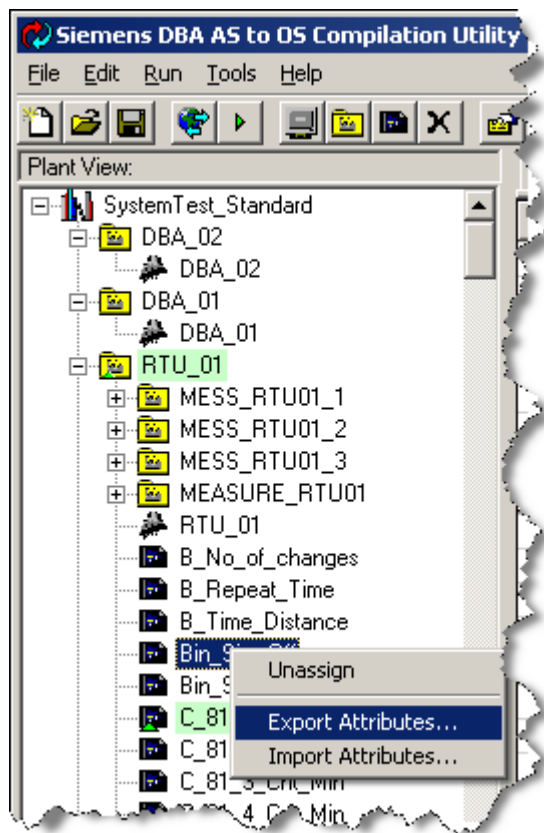 Siemens DBA AS to OS Compilation Utility
File Edit Run Tools Help
Plant View:
SystemTest_Standard
DBA_02
DBA_02
DBA_01
DBA_01
RTU_01
MESS_RTU01_1
MESS_RTU01_2
MESS_RTU01_3
MEASURE_RTU01
RTU_01
B_No_of_changes
B_Repeat_Time
B_Time_Distance
Unassign
Export Attributes...
Import Attributes...